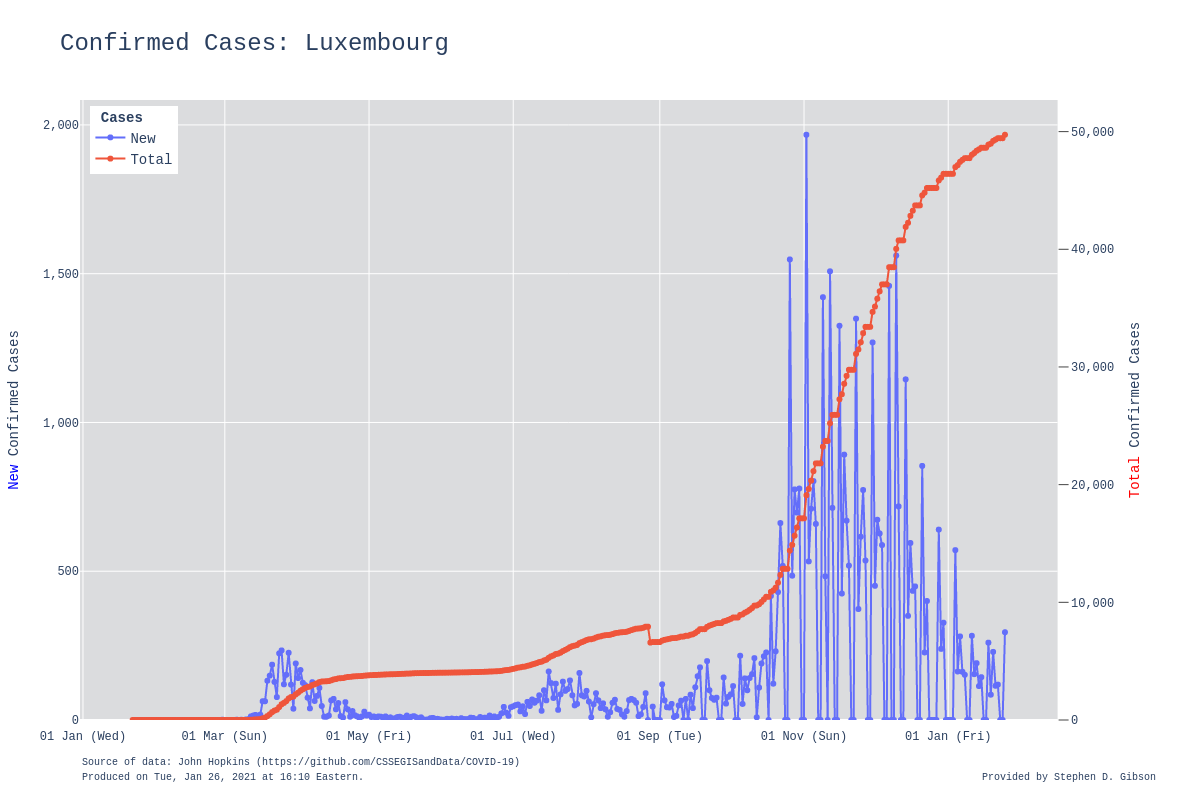 Confirmed Cases: Luxembourg
Cases
New
Total
2,000
1,500
1,000
500
0
50,000
40,000
30,000
20,000
10,000
0
New Confirmed Cases
Total Confirmed Cases
01 Jan (Wed)
01 Mar (Sun)
01 May (Fri)
01 Jul (Wed)
01 Sep (Tue)
01 Nov (Sun)
01 Jan (Fri)
Source of data: John Hopkins (https://github.com/CSSEGISandData/COVID-19)
Produced on Tue, Jan 26, 2021 at 16:10 Eastern.
Provided by Stephen D. Gibson